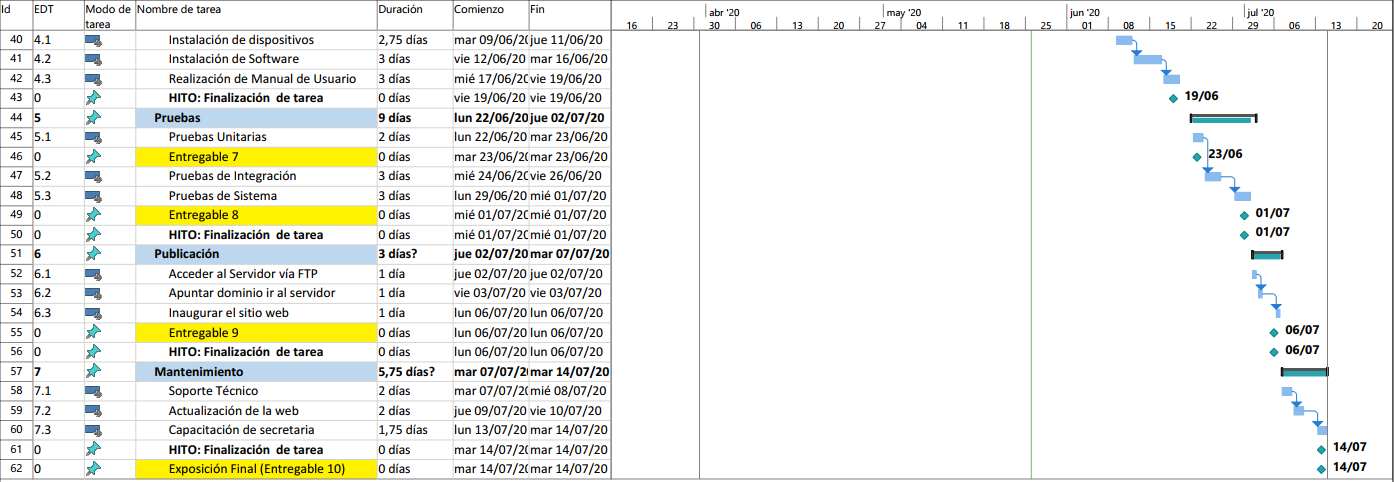 Id EDT Modo de tarea Nombre de tarea Duración Comienzo Fin abr '20 may '20 jun '20 jul '20
16 23 30 06 13 20 27 04 11 18 25 01 08 15 22 29 06 13 20
40 4.1 Instalación de dispositivos 2,75 días mar 09/06/20 jue 11/06/20
41 4.2 Instalación de Software 3 días vie 12/06/20 mar 16/06/20
42 4.3 Realización de Manual de Usuario 3 días mié 17/06/20 vie 19/06/20
43 0 HITO: Finalización de tarea 0 días vie 19/06/20 vie 19/06/20 19/06
44 5 Pruebas 9 días lun 22/06/20 jue 02/07/20
45 5.1 Pruebas Unitarias 2 días lun 22/06/20 mar 23/06/20
46 0 Entregable 7 0 días mar 23/06/20 mar 23/06/20 23/06
47 5.2 Pruebas de Integración 3 días mié 24/06/20 vie 26/06/20
48 5.3 Pruebas de Sistema 3 días lun 29/06/20 mié 01/07/20
49 0 Entregable 8 0 días mié 01/07/20 mié 01/07/20 01/07
50 0 HITO: Finalización de tarea 0 días mié 01/07/20 mié 01/07/20 01/07
51 6 Publicación 3 días? jue 02/07/20 mar 07/07/20
52 6.1 Acceder al Servidor vía FTP 1 día jue 02/07/20 jue 02/07/20
53 6.2 Apuntar dominio ir al servidor 1 día vie 03/07/20 vie 03/07/20
54 6.3 Inaugurar el sitio web 1 día lun 06/07/20 lun 06/07/20
55 0 Entregable 9 0 días lun 06/07/20 lun 06/07/20 06/07
56 0 HITO: Finalización de tarea 0 días lun 06/07/20 lun 06/07/20 06/07
57 7 Mantenimiento 5,75 días? mar 07/07/20 mar 14/07/20
58 7.1 Soporte Técnico 2 días mar 07/07/20 mié 08/07/20
59 7.2 Actualización de la web 2 días jue 09/07/20 vie 10/07/20
60 7.3 Capacitación de secretaria 1,75 días lun 13/07/20 mar 14/07/20
61 0 HITO: Finalización de tarea 0 días mar 14/07/20 mar 14/07/20 14/07
62 0 Exposición Final (Entregable 10) 0 días mar 14/07/20 mar 14/07/20 14/07